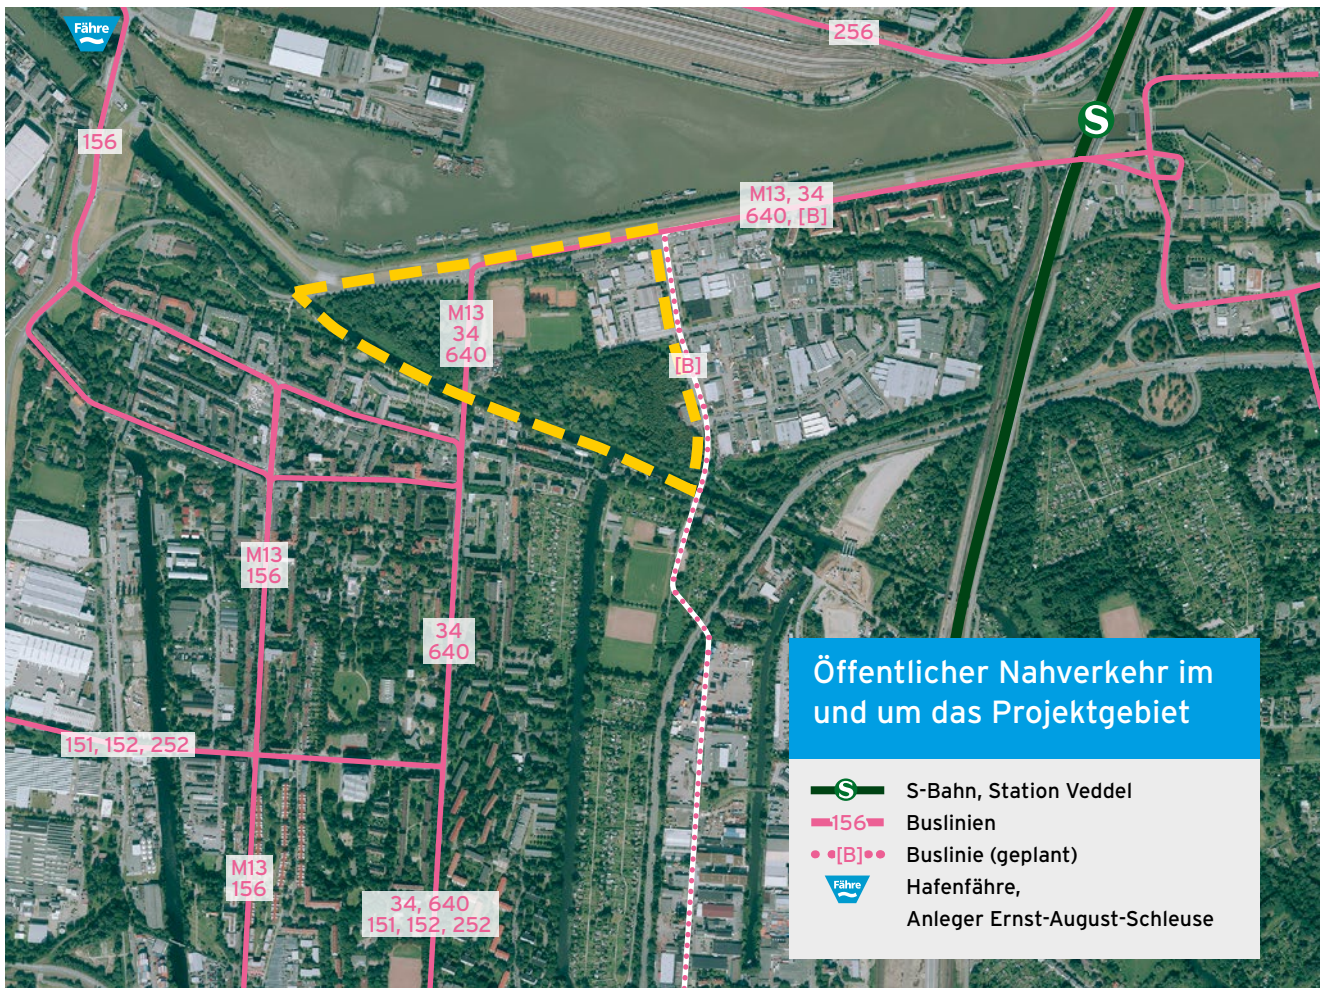 Fähre
256
S
156
M13, 34
640, [B]
M13
34
640
[B]
M13
156
34
640
151, 152, 252
M13
156
34, 640
151, 152, 252
Öffentlicher Nahverkehr im
und um das Projektgebiet
S S-Bahn, Station Veddel
156 Buslinien
[B] Buslinie (geplant)
Fähre Hafenfähre,
Anleger Ernst-August-Schleuse